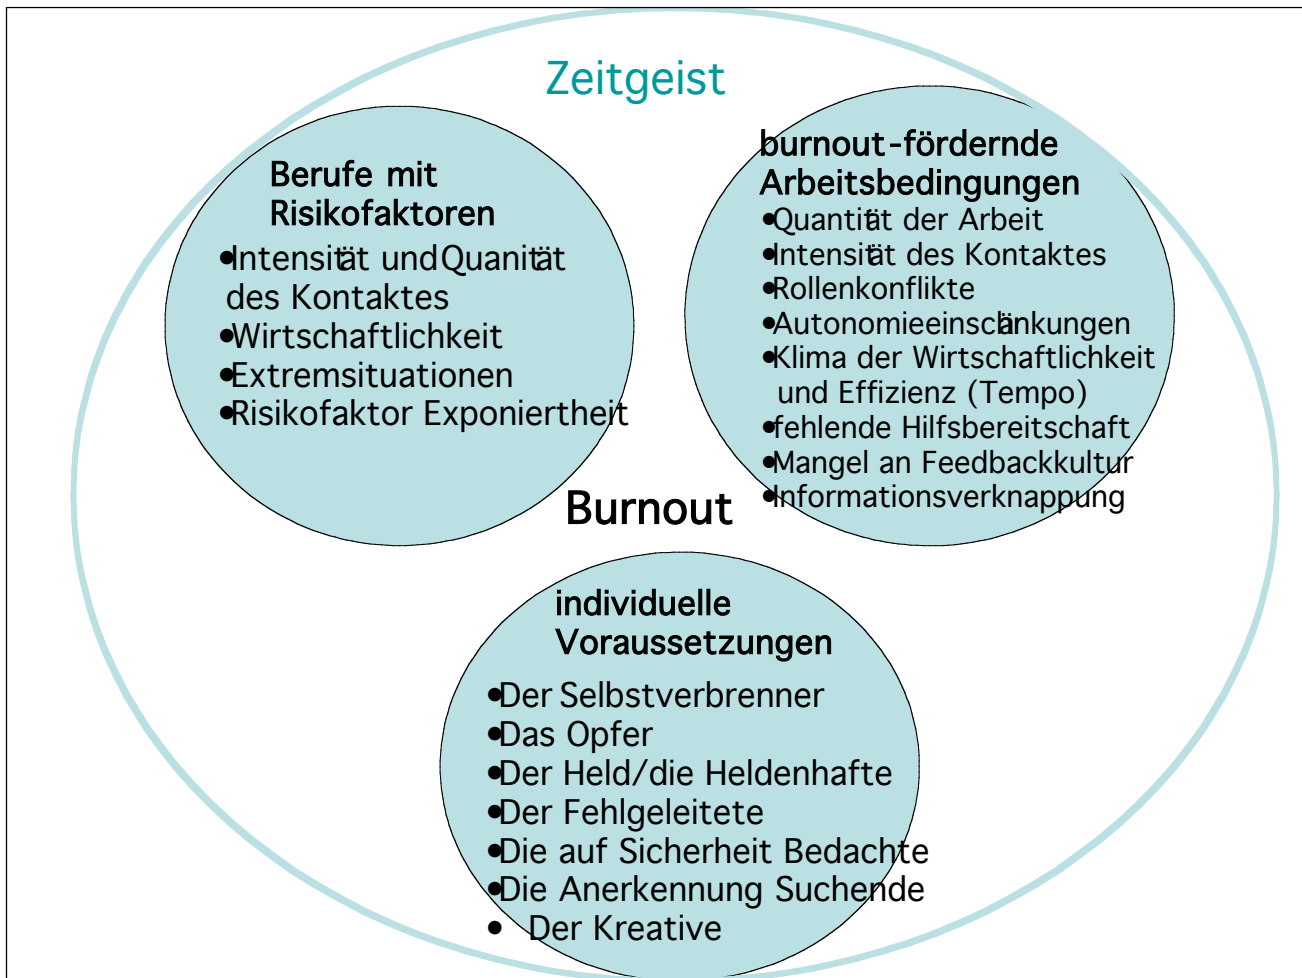 Zeitgeist
Berufe mit
Risikofaktoren
•Intensität und Quanität
des Kontaktes
•Wirtschaftlichkeit
•Extremsituationen
•Risikofaktor Exponiertheit
burnout-fördernde
Arbeitsbedingungen
•Quantität der Arbeit
•Intensität des Kontaktes
•Rollenkonflikte
•Autonomieeinschänkungen
•Klima der Wirtschaftlichkeit
und Effizienz (Tempo)
•fehlende Hilfsbereitschaft
•Mangel an Feedbackkultur
•Informationsverknappung
Burnout
individuelle
Voraussetzungen
•Der Selbstverbrenner
•Das Opfer
•Der Held/die Heldenhafte
•Der Fehlgeleitete
•Die auf Sicherheit Bedachte
•Die Anerkennung Suchende
• Der Kreative